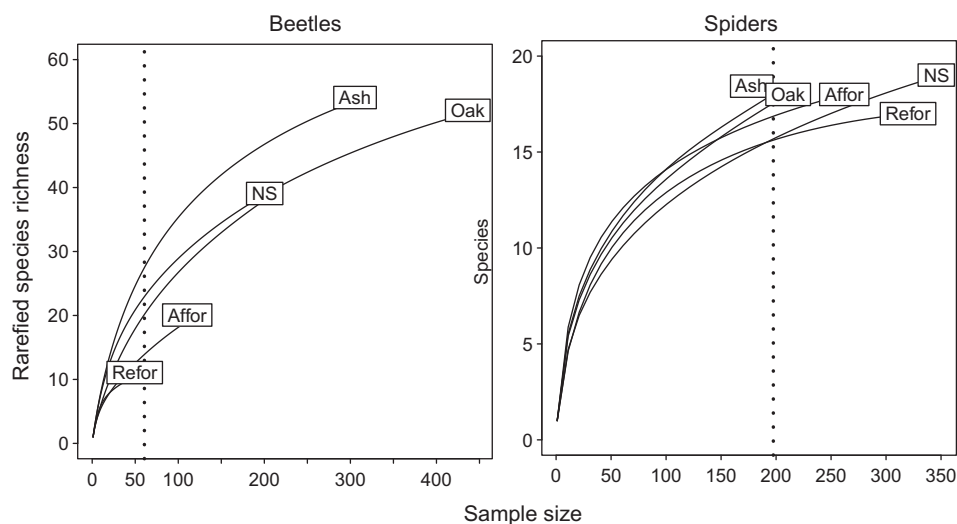 Beetles
Rarefied species richness
60
50
40
30
20
10
0
Ash
Oak
NS
Affor
Refor
0 50 100 200 300 400
Spiders
Species
20
15
10
5
0
Ash
Oak
Affor
NS
Refor
0 50 100 150 200 250 300 350
Sample size